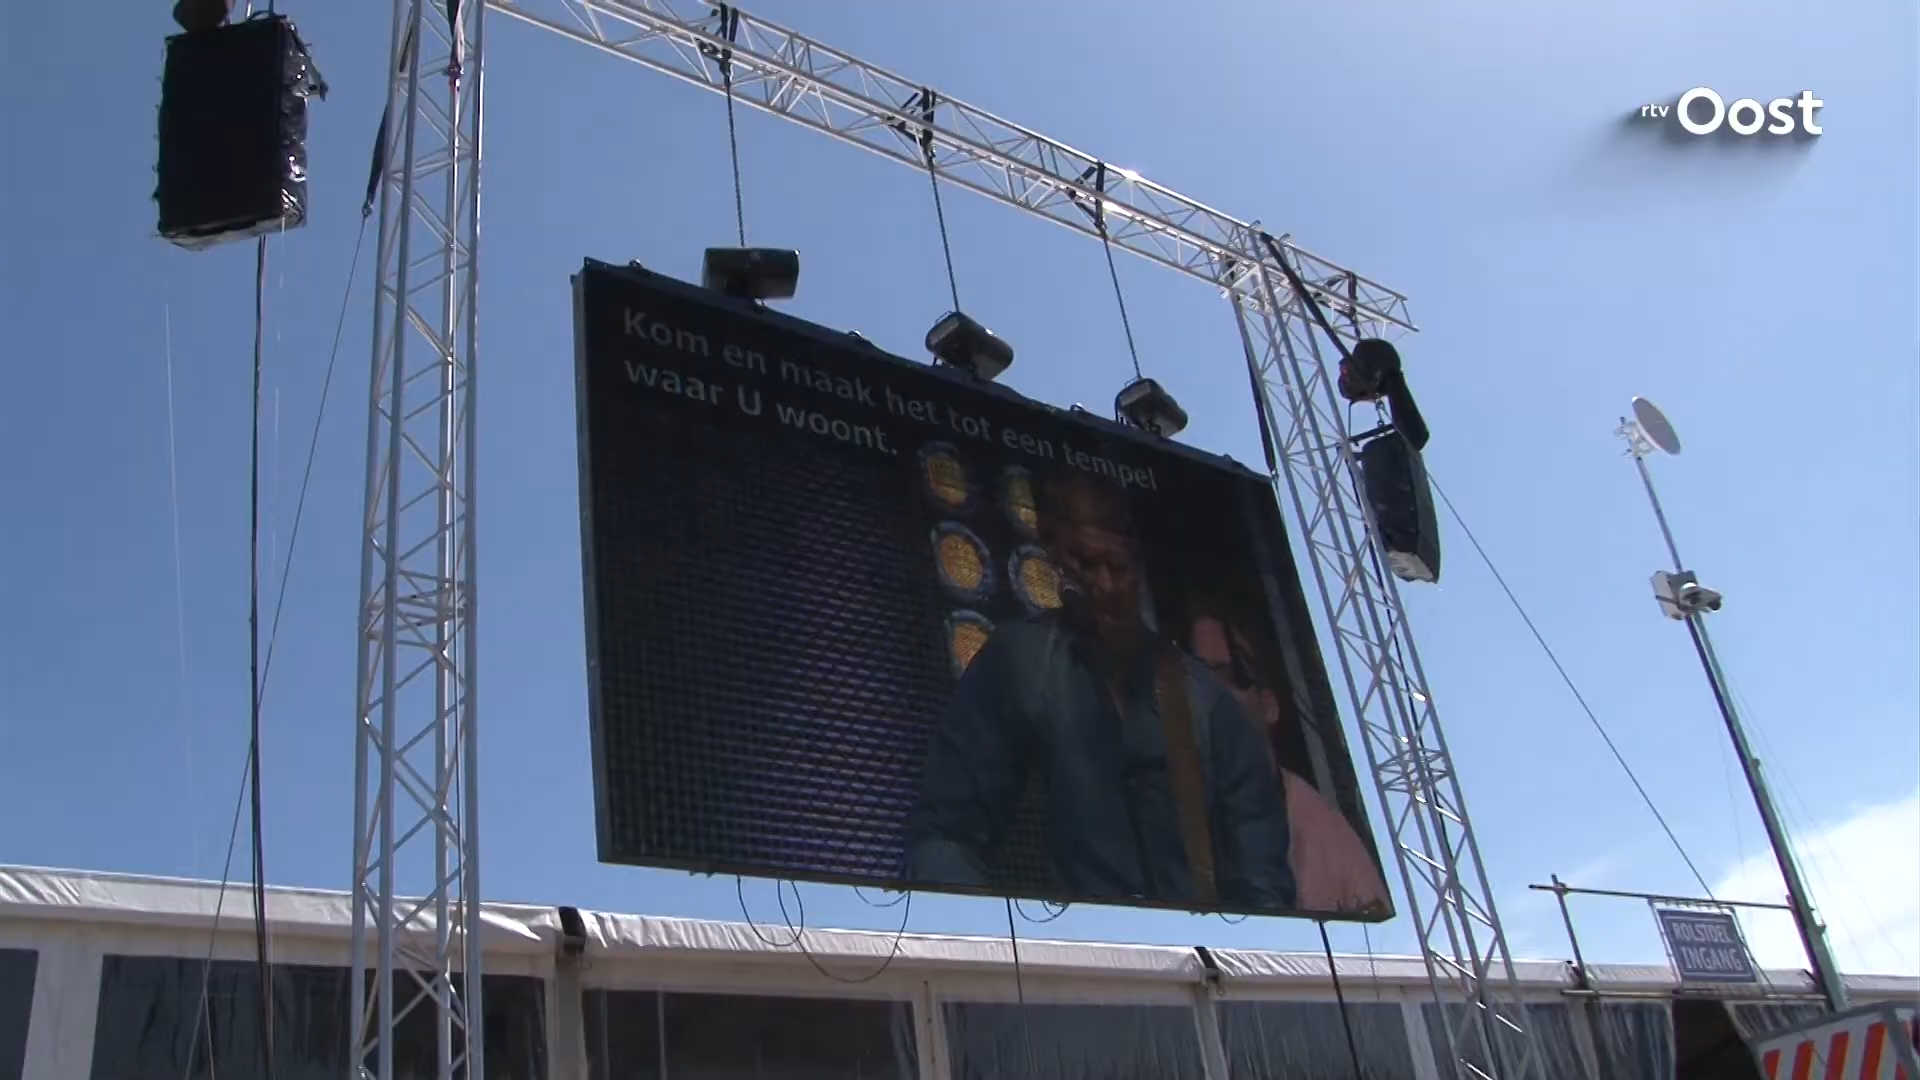 rtv Oost
Kom en maak het tot een tempel
waar U woont.
ROLSTOEL
INGANG